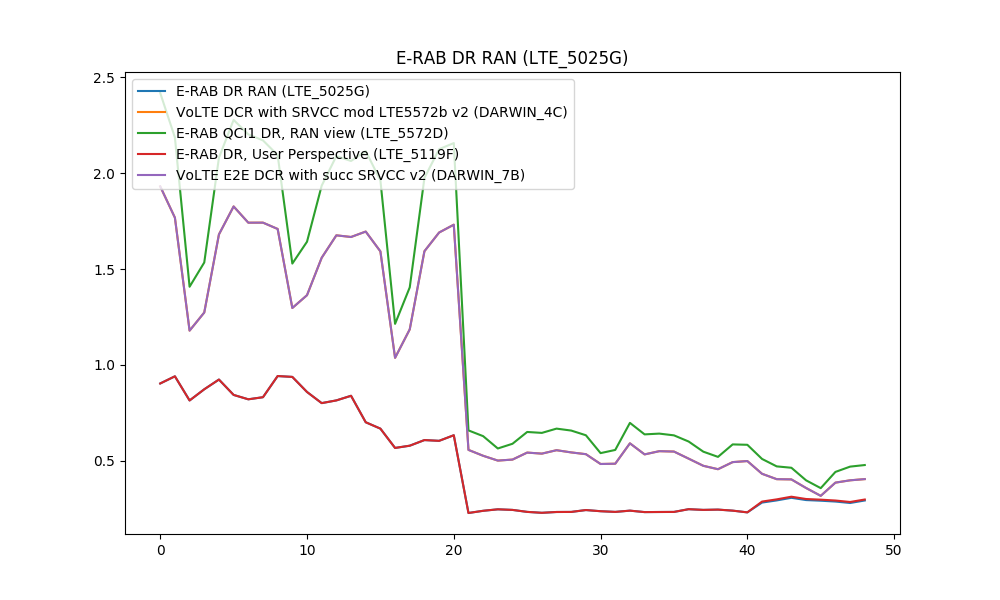 E-RAB DR RAN (LTE_5025G)
2.5
2.0
1.5
1.0
0.5
E-RAB DR RAN (LTE_5025G)
VoLTE DCR with SRVCC mod LTE5572b v2 (DARWIN_4C)
E-RAB QCI1 DR, RAN view (LTE_5572D)
E-RAB DR, User Perspective (LTE_5119F)
VoLTE E2E DCR with succ SRVCC v2 (DARWIN_7B)
0 10 20 30 40 50